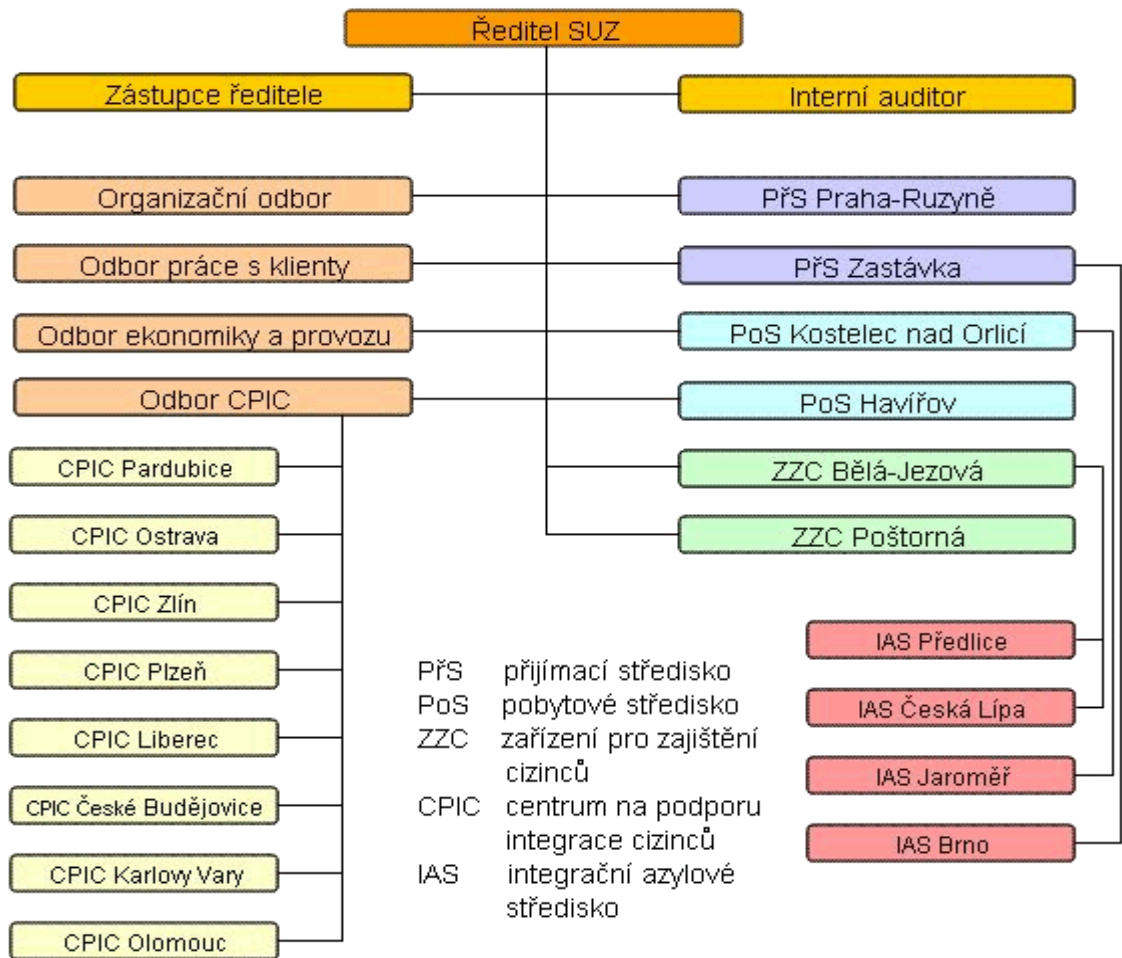 Ředitel SUZ
Zástupce ředitele
Interní auditor
Organizační odbor
PřS Praha-Ruzyně
Odbor práce s klienty
PřS Zastávka
Odbor ekonomiky a provozu
PoS Kostelec nad Orlicí
Odbor CPIC
PoS Havířov
CPIC Pardubice
CPIC Ostrava
CPIC Zlín
CPIC Plzeň
CPIC Liberec
CPIC České Budějovice
CPIC Karlovy Vary
CPIC Olomouc
ZZC Bělá-Jezová
ZZC Poštorná
IAS Předlice
IAS Česká Lípa
IAS Jaroměř
IAS Brno
PřS přijímací středisko
PoS pobytové středisko
ZZC zařízení pro zajištění
cizinců
CPIC centrum na podporu
integrace cizinců
IAS integrační azylové
středisko